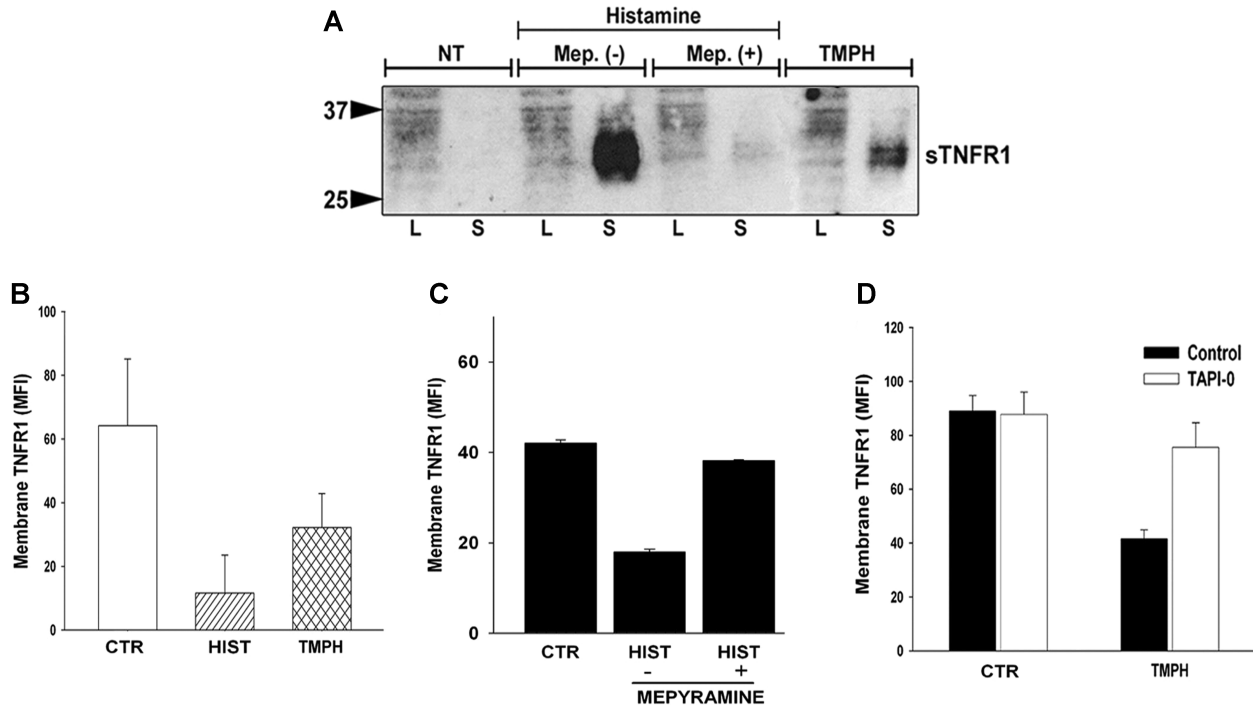 A
Histamine
NT Mep. (-) Mep. (+) TMPH
37
sTNFR1
25
L S L S L S L S
B
Membrane TNFR1 (MFI)
100
80
60
40
20
0
CTR HIST TMPH
C
Membrane TNFR1 (MFI)
60
40
20
0
CTR HIST HIST
- +
MEPYRAMINE
D
Membrane TNFR1 (MFI)
120
100
80
60
40
20
0
Control
TAPI-0
CTR TMPH